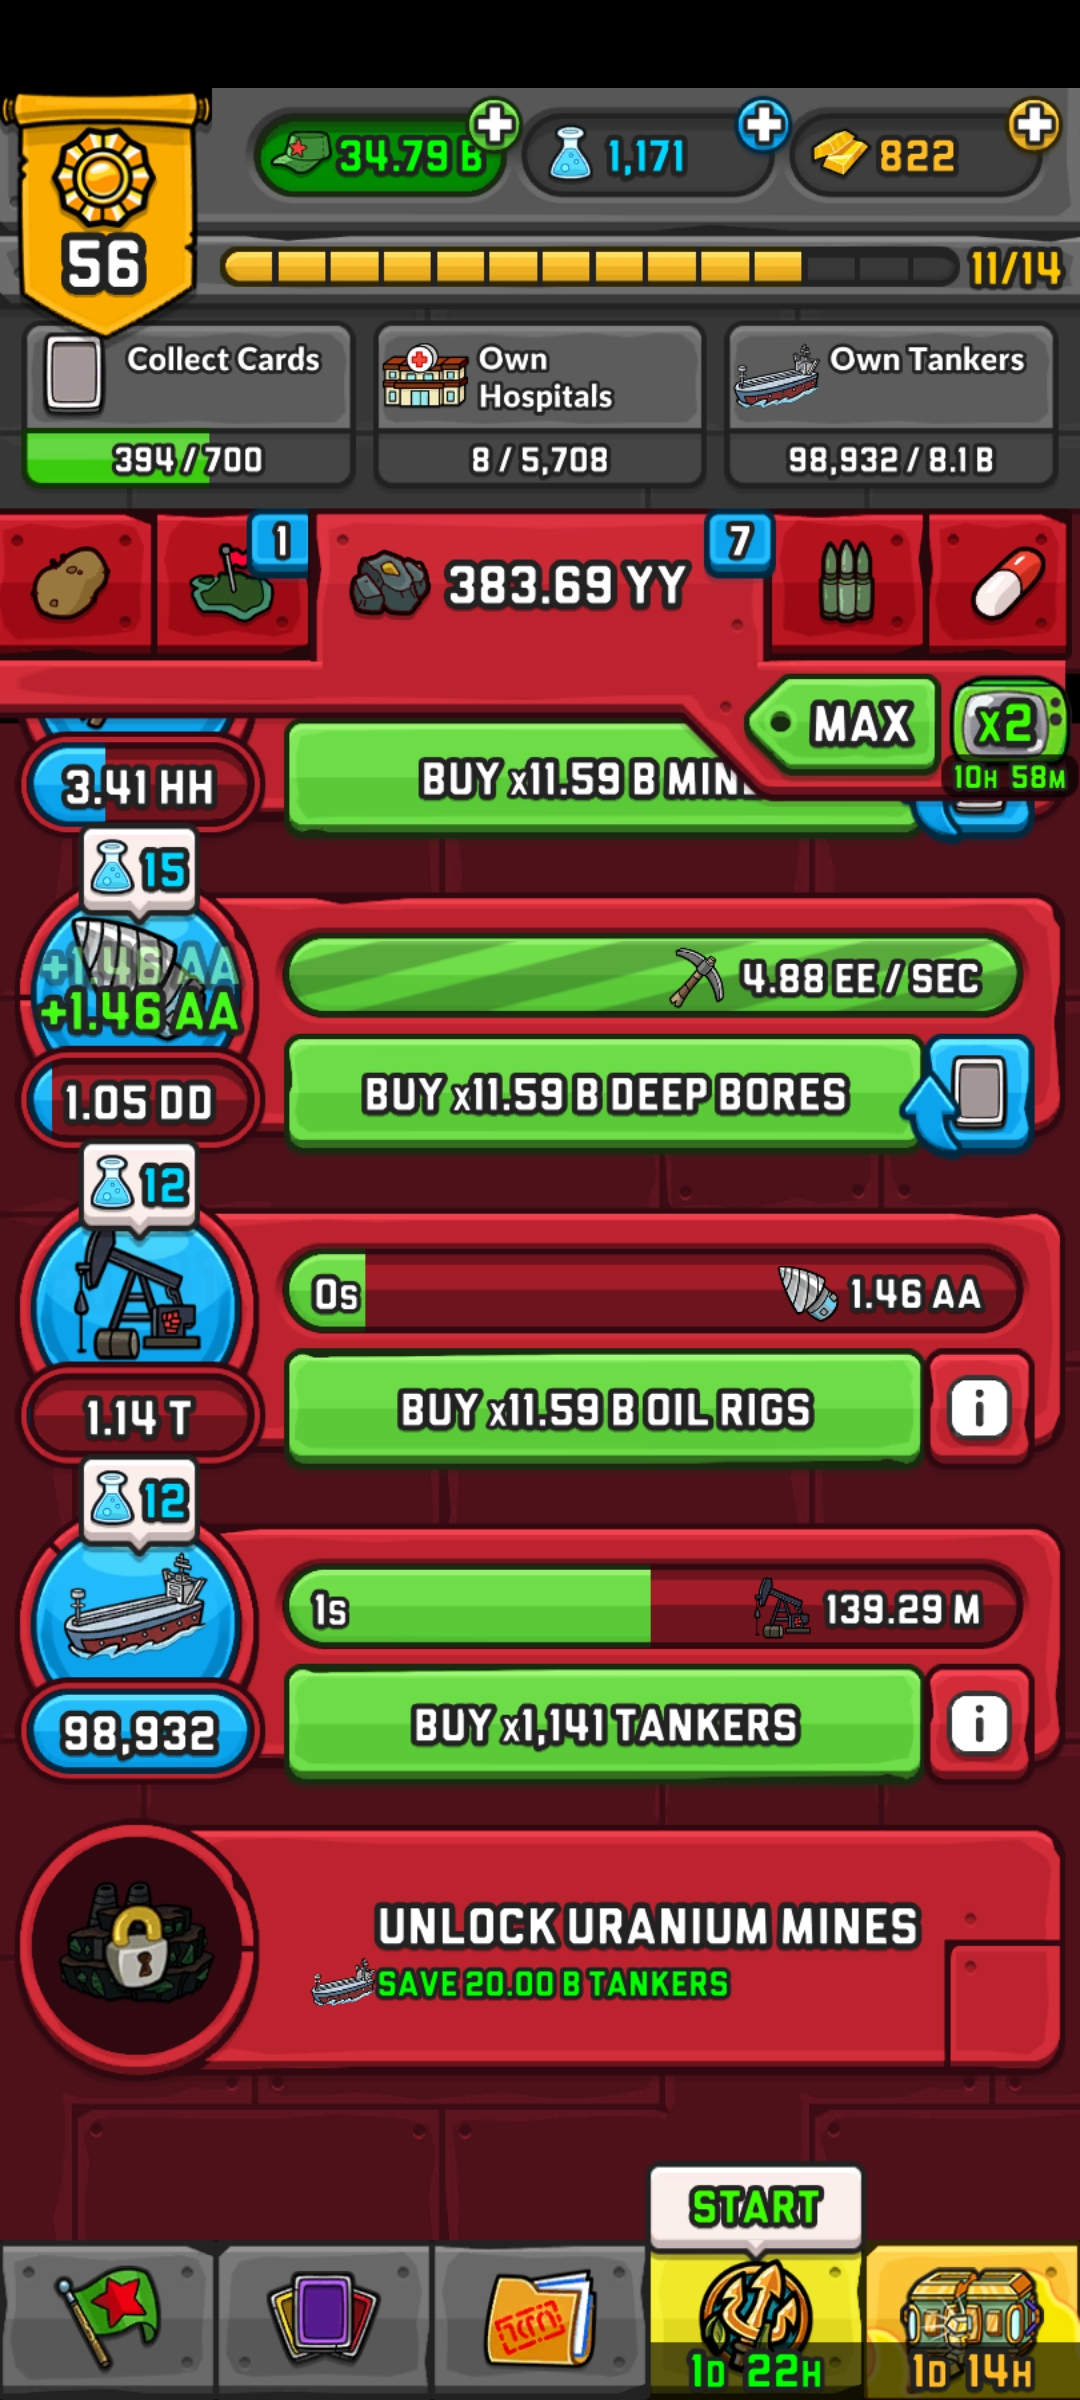 56
34.79 B
1,171
822
11/14
Collect Cards
394 / 700
Own
Hospitals
8 / 5,708
Own Tankers
98,932 / 8.1 B
1
383.69 YY
7
MAX
x2
10H 58M
3.41 HH
BUY x11.59 B MIN
15
+1.46 AA
+1.46 AA
4.88 EE / SEC
1.05 DD
BUY x11.59 B DEEP BORES
12
0s
1.46 AA
1.14 T
BUY x11.59 B OIL RIGS
i
12
1s
139.29 M
98,932
BUY x1,141 TANKERS
i
UNLOCK URANIUM MINES
SAVE 20.00 B TANKERS
START
1D 22H
1D 14H